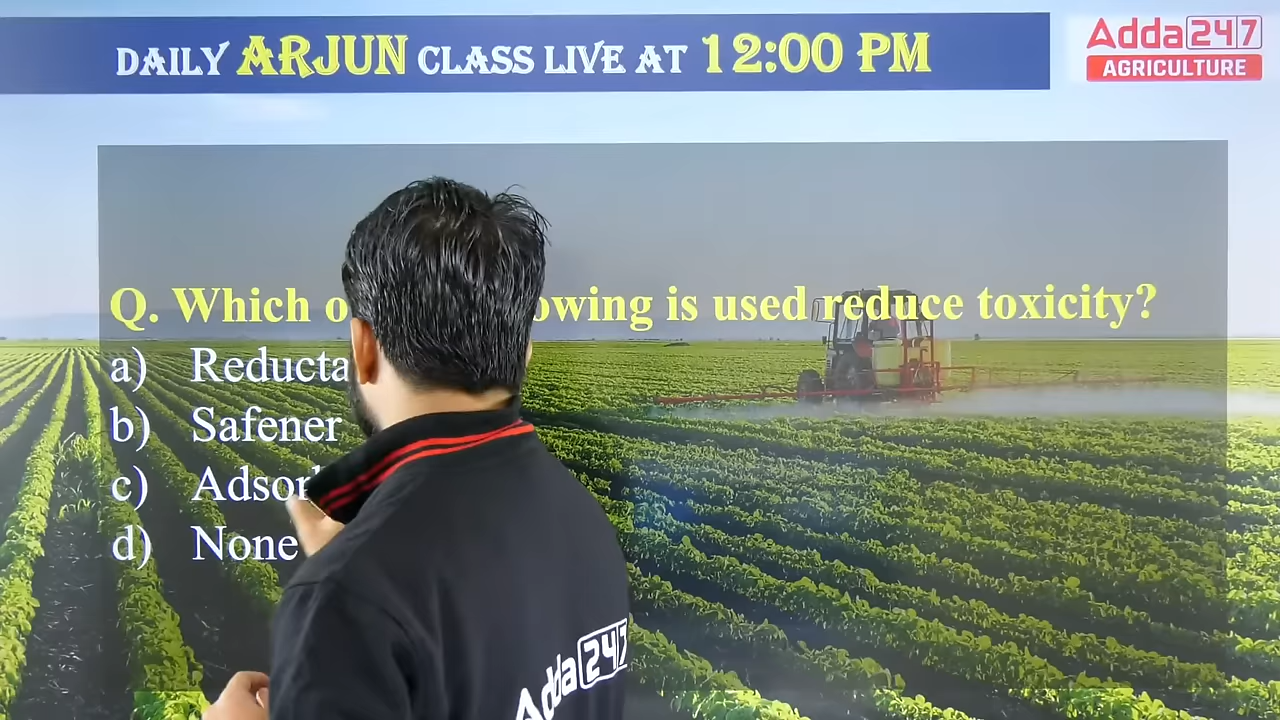 DAILY ARJUN CLASS LIVE AT 12:00 PM
Adda247
AGRICULTURE
Q. Which owing is used reduce toxicity?
a) Reducta
b) Safener
c) Adsor
d) None
Adda247